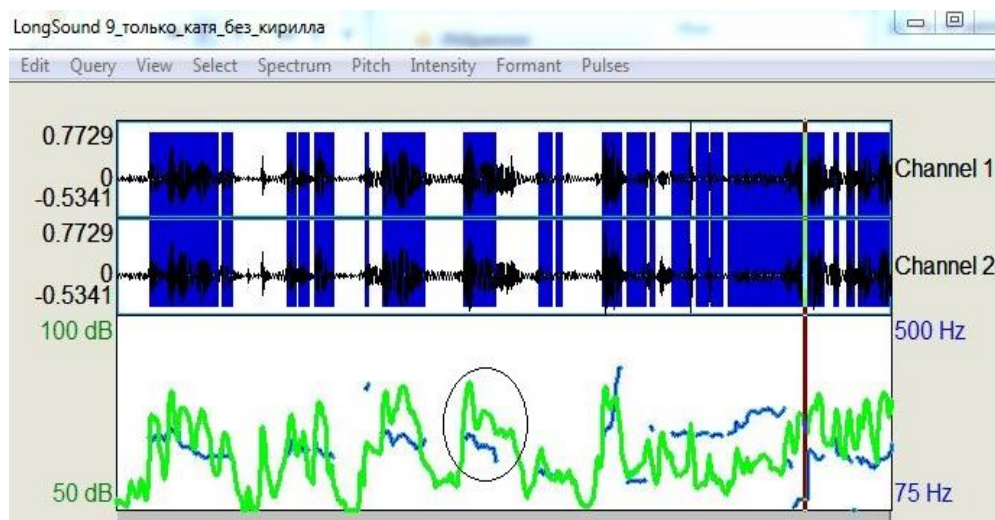 LongSound 9_только_катя_без_кирилла
Edit Query View Select Spectrum Pitch Intensity Formant Pulses
0.7729
0
-0.5341
Channel 1
0.7729
0
-0.5341
Channel 2
100 dB
500 Hz
50 dB
75 Hz